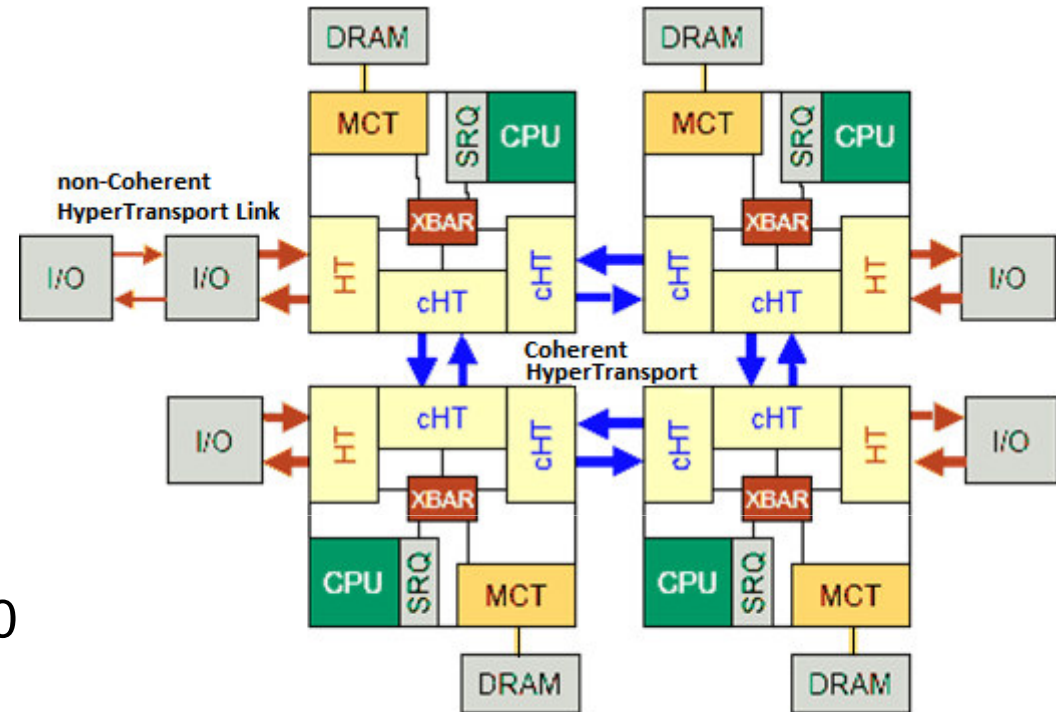 DRAM
DRAM
MCT
SRQ
CPU
MCT
SRQ
CPU
non-Coherent
HyperTransport Link
XBAR
XBAR
I/O
I/O
HT
cHT
cHT
cHT
cHT
HT
I/O
Coherent
HyperTransport
I/O
HT
cHT
cHT
cHT
cHT
HT
I/O
XBAR
XBAR
CPU
SRQ
MCT
CPU
SRQ
MCT
0
DRAM
DRAM